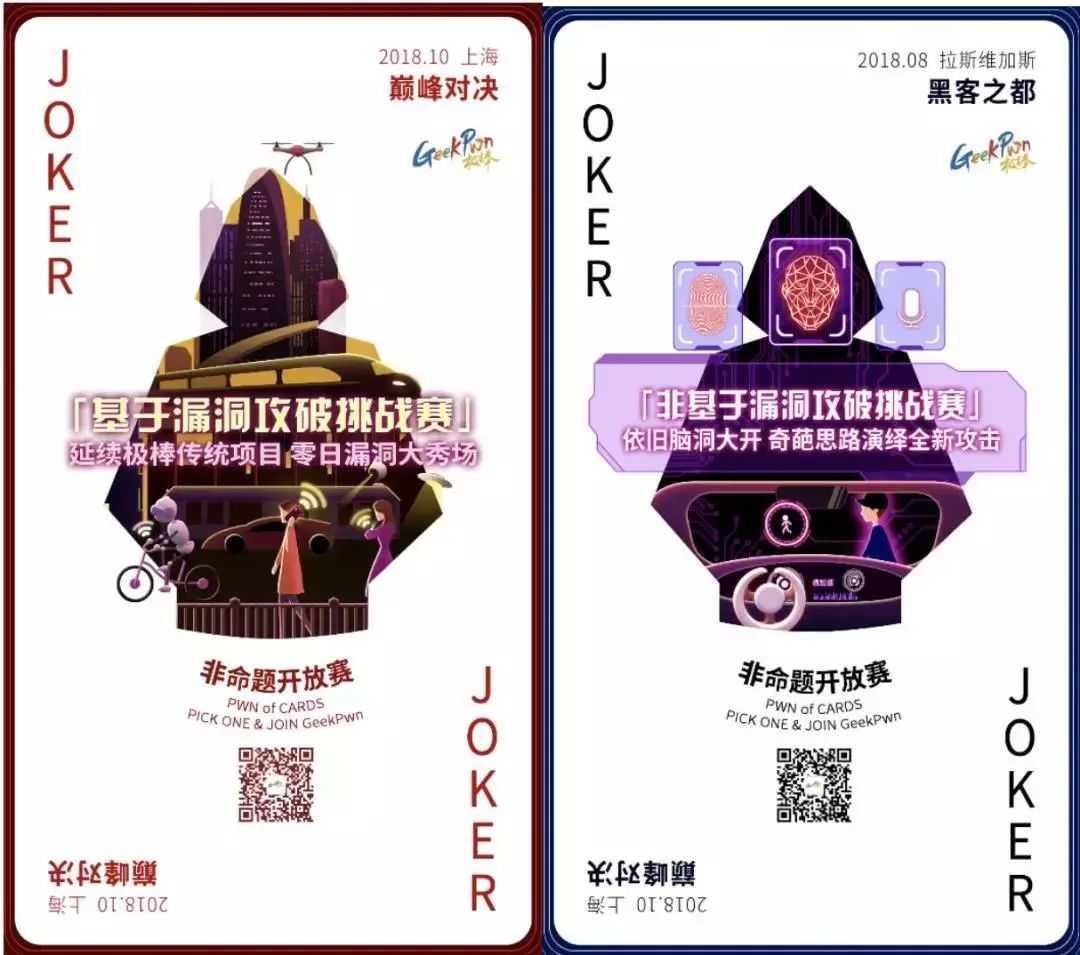 JOKER
2018.10 上海
巅峰对决
GeekPwn
极棒
「基于漏洞攻破挑战赛」
延续极棒传统项目 零日漏洞大秀场
非命题开放赛
PWN of CARDS
PICK ONE & JOIN GeekPwn
JOKER
巅峰对决
2018.10 上海
JOKER
2018.08 拉斯维加斯
黑客之都
GeekPwn
极棒
「非基于漏洞攻破挑战赛」
依旧脑洞大开 奇葩思路演绎全新攻击
非命题开放赛
PWN of CARDS
PICK ONE & JOIN GeekPwn
JOKER
巅峰对决
2018.10 上海